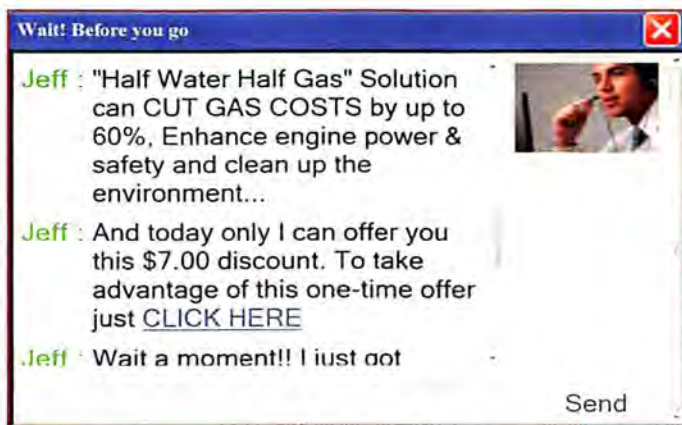 Wait! Before you go
Jeff : "Half Water Half Gas" Solution
can CUT GAS COSTS by up to
60%, Enhance engine power &
safety and clean up the
environment...
Jeff : And today only I can offer you
this $7.00 discount. To take
advantage of this one-time offer
just CLICK HERE
Jeff : Wait a moment!! I just got
Send